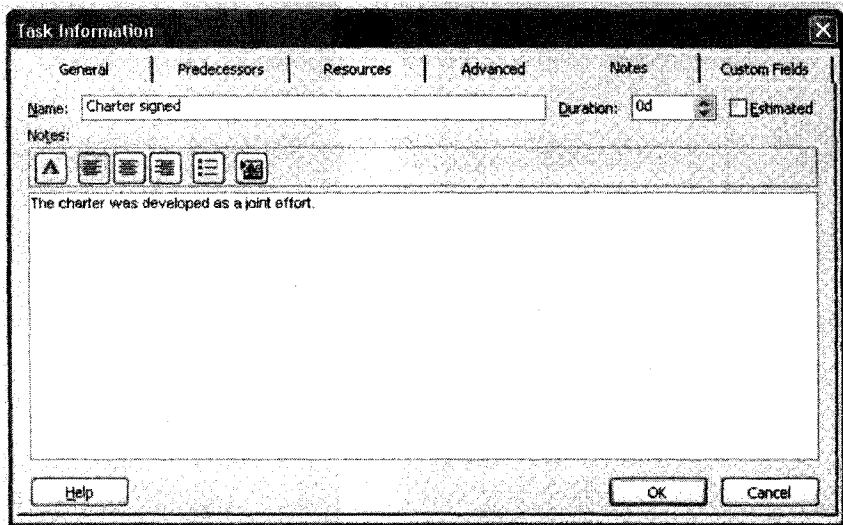 Task Information
General Predecessors Resources Advanced Notes Custom Fields
Name: Charter signed Duration: 0d Estimated
Notes:
A
The charter was developed as a joint effort.
Help OK Cancel